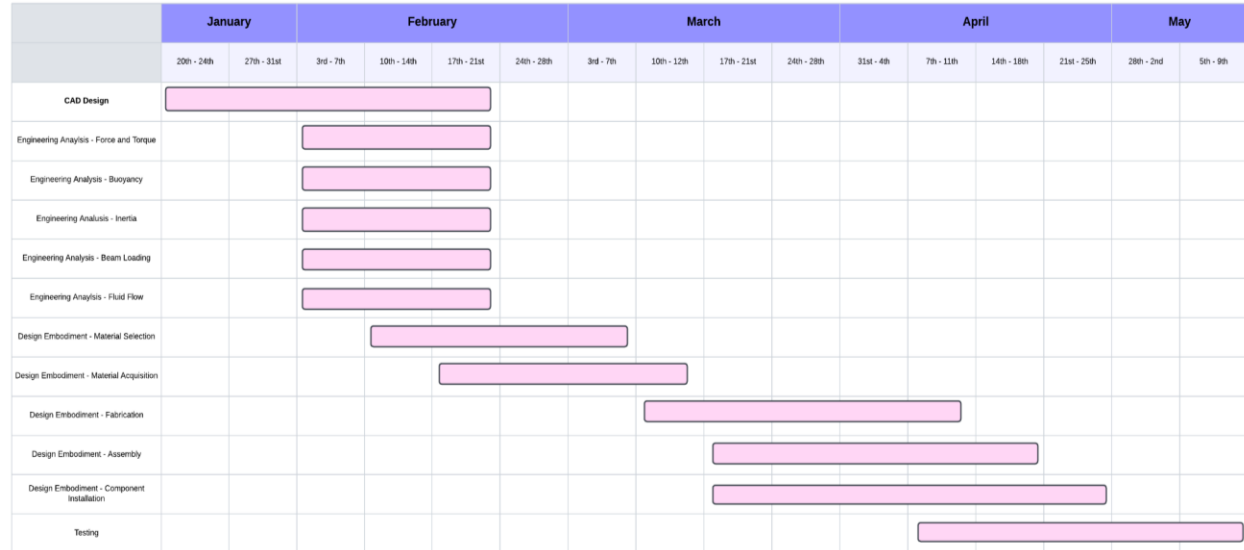 January February March April May
20th - 24th 27th - 31st 3rd - 7th 10th - 14th 17th - 21st 24th - 28th 3rd - 7th 10th - 12th 17th - 21st 24th - 28th 31st - 4th 7th - 11th 14th - 18th 21st - 25th 28th - 2nd 5th - 9th
CAD Design
Engineering Anaylsis - Force and Torque
Engineering Analysis - Buoyancy
Engineering Analusis - Inertia
Engineering Analysis - Beam Loading
Engineering Anaylsis - Fluid Flow
Design Embodiment - Material Selection
Design Embodiment - Material Acquisition
Design Embodiment - Fabrication
Design Embodiment - Assembly
Design Embodiment - Component
Installation
Testing